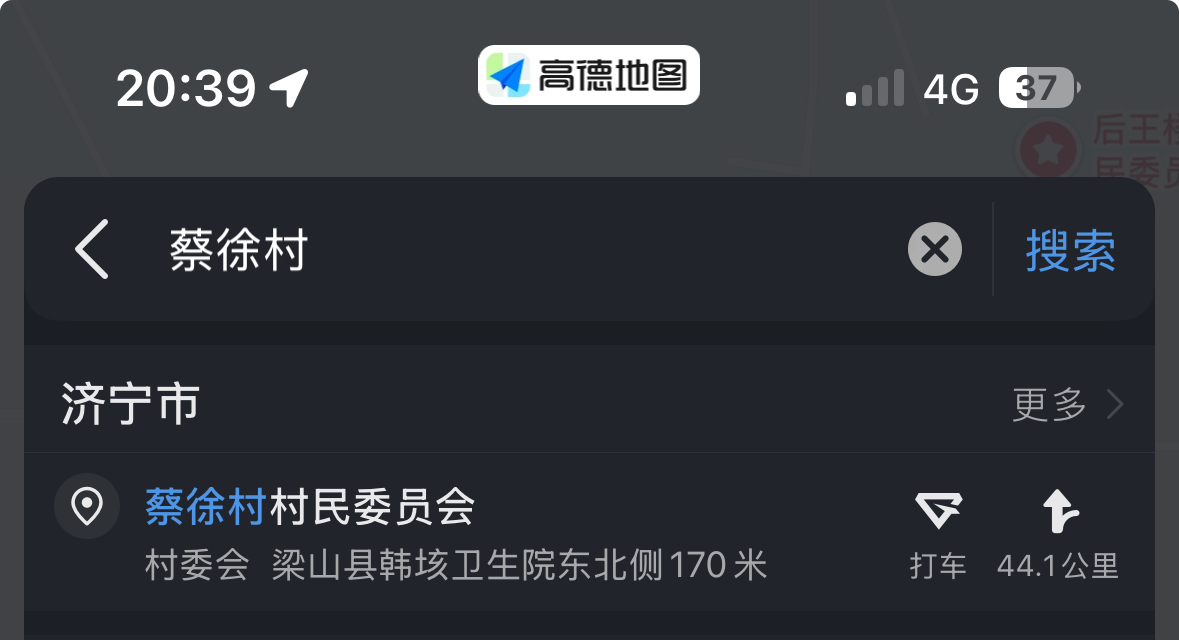 20:39 高德地图 4G 37
后王楼
民委员
蔡徐村 搜索
济宁市 更多
蔡徐村村民委员会
村委会 梁山县韩垓卫生院东北侧170米
打车 44.1公里